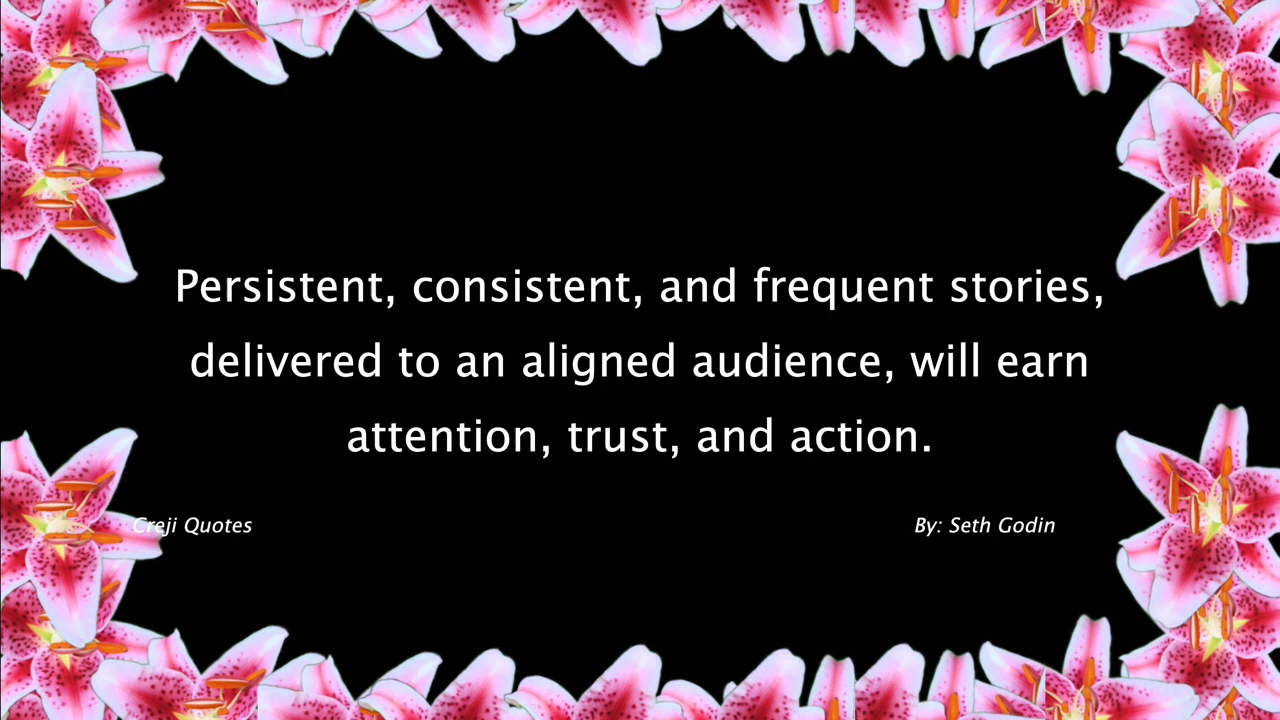 Persistent, consistent, and frequent stories,
delivered to an aligned audience, will earn
attention, trust, and action.
Creji Quotes
By: Seth Godin